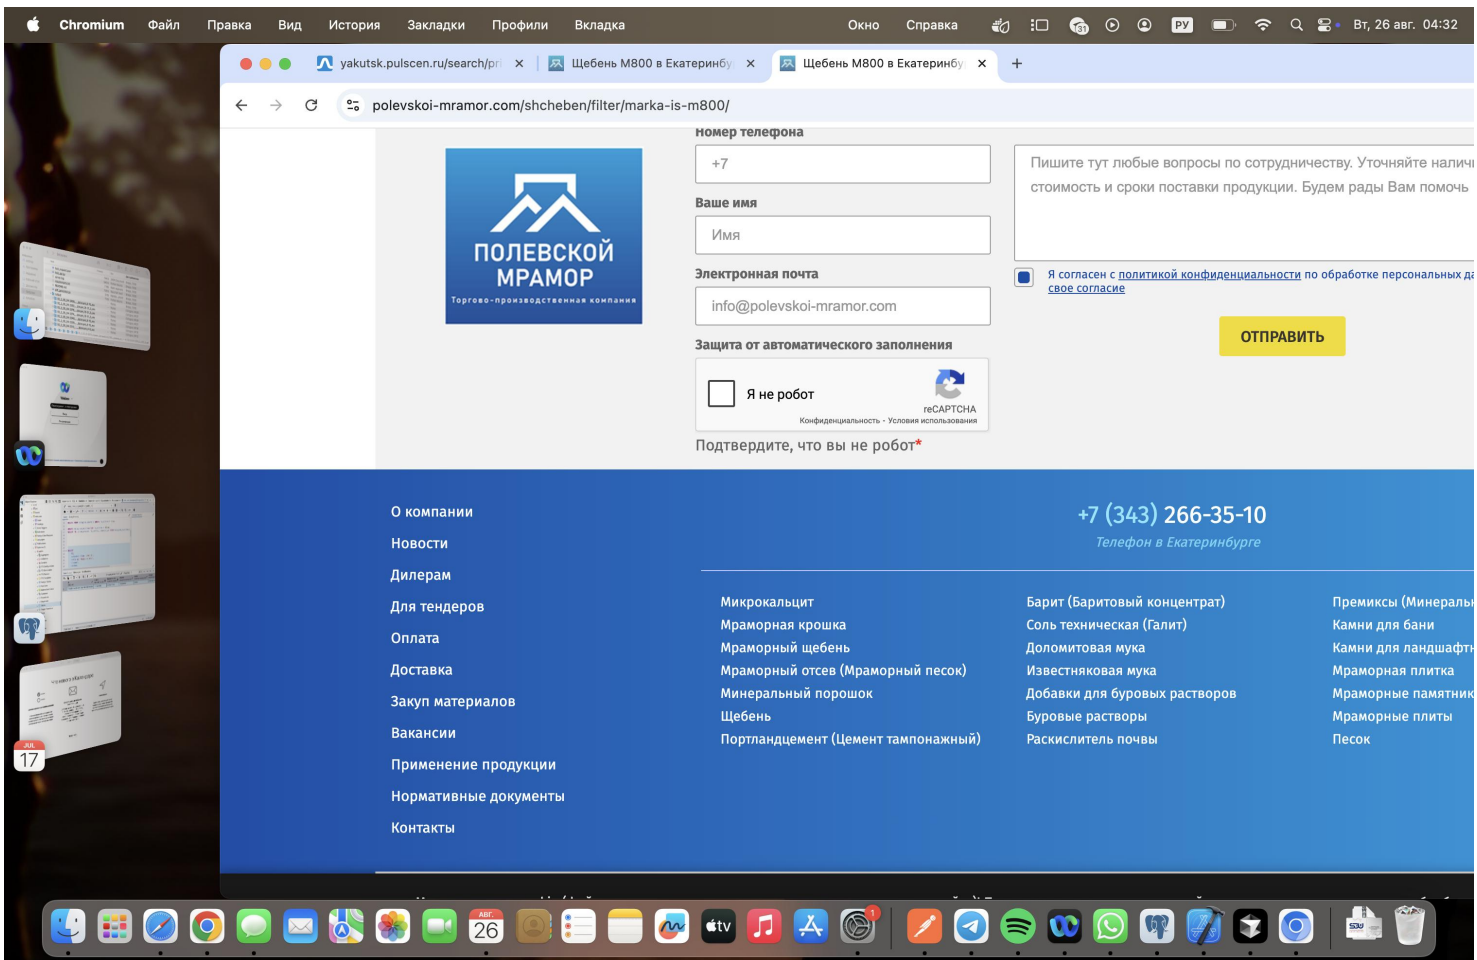 Chromium Файл Правка Вид История Закладки Профили Вкладка Окно Справка 31 РУ Вт, 26 авг. 04:32
yakutsk.pulscen.ru/search/pri Щебень М800 в Екатеринбу Щебень М800 в Екатеринбу
polevskoi-mramor.com/shcheben/filter/marka-is-m800/
Номер телефона
+7
Ваше имя
Имя
Электронная почта
info@polevskoi-mramor.com
Защита от автоматического заполнения
Я не робот
reCAPTCHA
Конфиденциальность - Условия использования
Подтвердите, что вы не робот*
ПОЛЕВСКОЙ
МРАМОР
Торгово-производственная компания
Пишите тут любые вопросы по сотрудничеству. Уточняйте налич
стоимость и сроки поставки продукции. Будем рады Вам помочь
Я согласен с политикой конфиденциальности по обработке персональных да
свое согласие
ОТПРАВИТЬ
О компании
Новости
Дилерам
Для тендеров
Оплата
Доставка
Закуп материалов
Вакансии
Применение продукции
Нормативные документы
Контакты
+7 (343) 266-35-10
Телефон в Екатеринбурге
Микрокальцит
Мраморная крошка
Мраморный щебень
Мраморный отсев (Мраморный песок)
Минеральный порошок
Щебень
Портландцемент (Цемент тампонажный)
Барит (Баритовый концентрат)
Соль техническая (Галит)
Доломитовая мука
Известняковая мука
Добавки для буровых растворов
Буровые растворы
Раскислитель почвы
Премиксы (Минераль
Камни для бани
Камни для ландшафтн
Мраморная плитка
Мраморные памятник
Мраморные плиты
Песок
JUL
17
АВГ.
26
tv
1